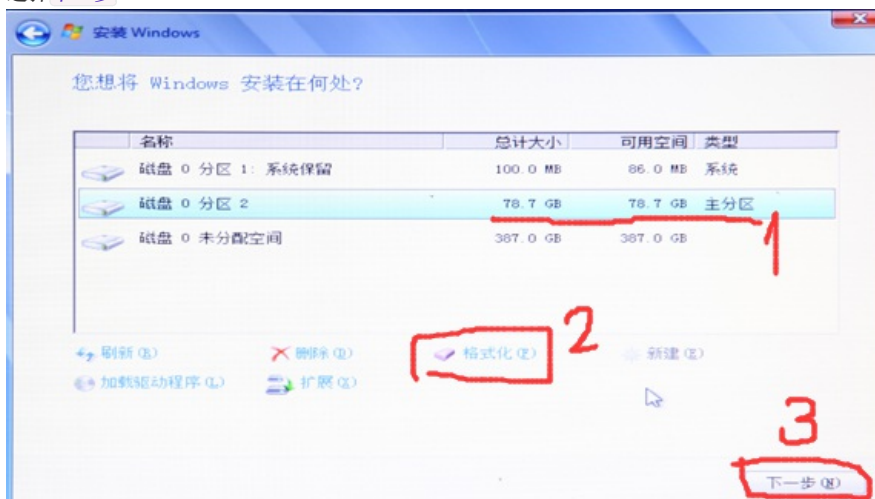 安装 Windows
您想将 Windows 安装在何处?
名称 总计大小 可用空间 类型
磁盘 0 分区 1: 系统保留 100.0 MB 86.0 MB 系统
磁盘 0 分区 2 78.7 GB 78.7 GB 主分区
磁盘 0 未分配空间 387.0 GB 387.0 GB
1
刷新(R) 删除(D) 格式化(F) 2 新建(E)
加载驱动程序(L) 扩展(X)
3
下一步(N)